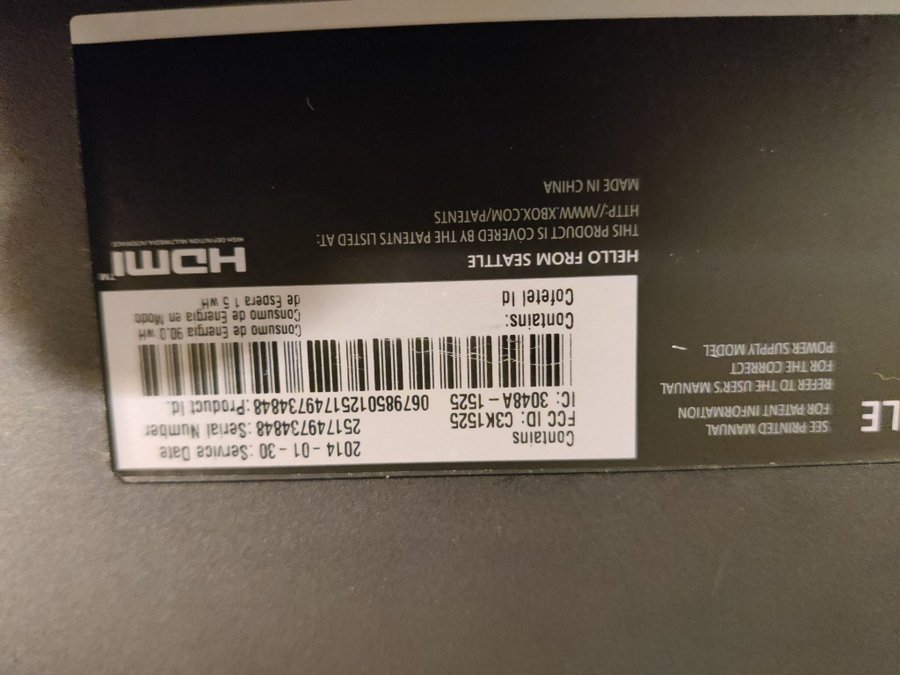 LE
SEE PRINTED MANUAL
FOR PATENT INFORMATION
REFER TO THE USER'S MANUAL
FOR THE CORRECT
POWER SUPPLY MODEL
Contains
FCC ID: C3K1525
IC: 3048A-1525
2014-01-30 :Service Date
251749734848 :Serial Number
067985012517 49734848 :Product Id.
Contains:
Cofetel Id
Consumo de Energia 90.0 wH
Consumo de Energia en Modo
de Espera 1.5 wH
HELLO FROM SEATTLE
THIS PRODUCT IS COVERED BY THE PATENTS LISTED AT:
HTTP://WWW.XBOX.COM/PATENTS
MADE IN CHINA
HDMI™
HIGH-DEFINITION MULTIMEDIA INTERFACE